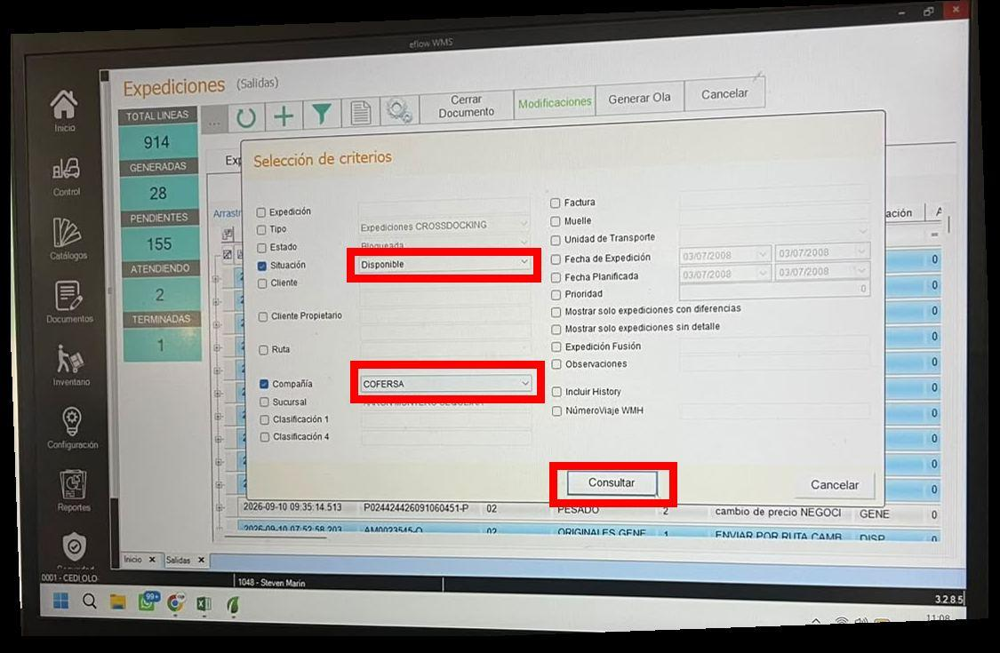 eflow WMS
Expediciones (Salidas)
Inicio
Control
Catálogos
Documentos
Inventario
Configuración
Reportes
TOTAL LINEAS
914
GENERADAS
28
PENDIENTES
155
ATENDIENDO
2
TERMINADAS
1
...
Cerrar Documento
Modificaciones
Generar Ola
Cancelar
Arrastr
ación
Selección de criterios
Expedición
Tipo
Expediciones CROSSDOCKING
Estado
Bloqueada
Situación
Disponible
Cliente
Cliente Propietario
Ruta
Compañía
COFERSA
Sucursal
Clasificación 1
Clasificación 4
Factura
Muelle
Unidad de Transporte
Fecha de Expedición
03/07/2008
03/07/2008
Fecha Planificada
03/07/2008
03/07/2008
Prioridad
0
Mostrar solo expediciones con diferencias
Mostrar solo expediciones sin detalle
Expedición Fusión
Observaciones
Incluir History
NúmeroViaje WMH
Consultar
Cancelar
0
0
0
0
0
0
0
0
0
0
2026-09-10 09:35:14.513 P024424426091060451-P 02 PESADO 2 cambio de precio NEGOCI GENE 0
2026-09-10 07:52:58.203 AM0023545-O 02 ORIGINALES GENE 1 ENVIAR POR RUTA CAMB DISP 0
Inicio X Salidas X
0001 - CEDI OLO
1048 - Steven Marin
3.2.8.5
99+
11:08